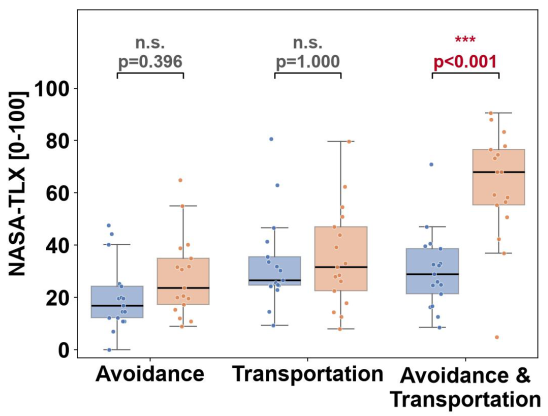 n.s.
p=0.396
n.s.
p=1.000
***
p<0.001
NASA-TLX [0-100]
100
80
60
40
20
0
Avoidance
Transportation
Avoidance &
Transportation